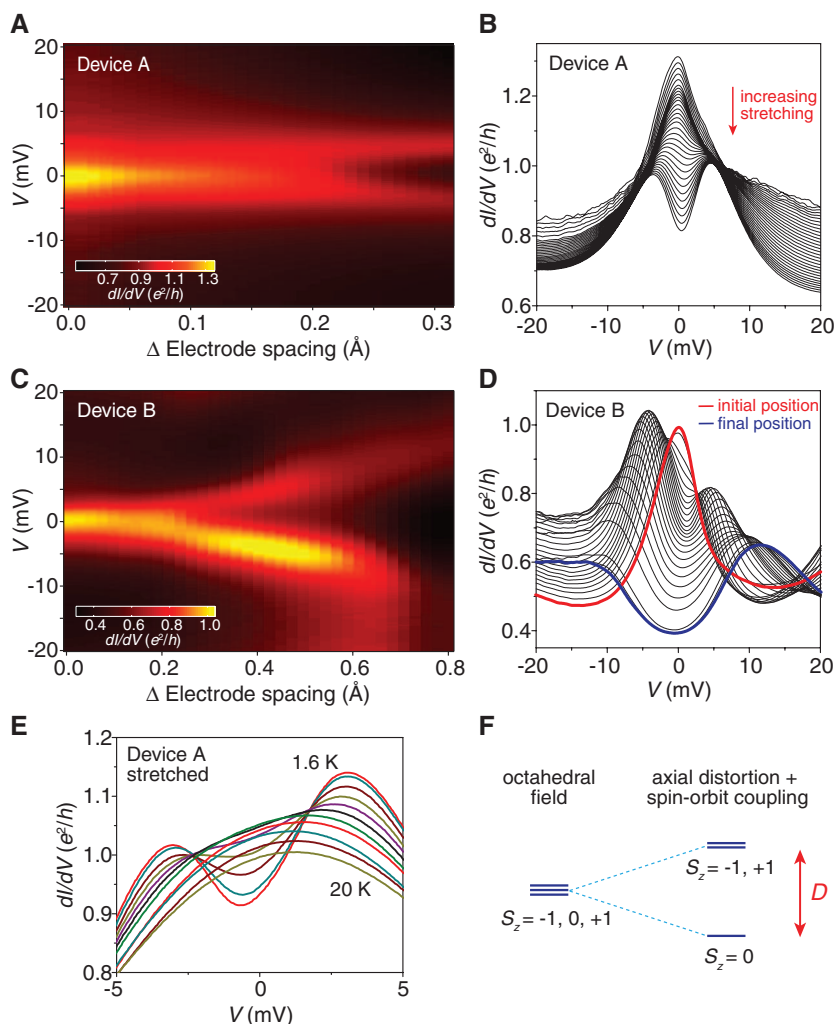 A
Device A
20
10
0
-10
-20
V (mV)
0.7 0.9 1.1 1.3
dI/dV (e²/h)
0.0 0.1 0.2 0.3
Δ Electrode spacing (Å)
B
Device A
increasing
stretching
1.2
1.0
0.8
0.6
dI/dV (e²/h)
-20 -10 0 10 20
V (mV)
C
Device B
20
10
0
-10
-20
V (mV)
0.4 0.6 0.8 1.0
dI/dV (e²/h)
0.0 0.2 0.4 0.6 0.8
Δ Electrode spacing (Å)
D
Device B
initial position
final position
1.0
0.8
0.6
0.4
dI/dV (e²/h)
-20 -10 0 10 20
V (mV)
E
Device A
stretched
1.6 K
20 K
1.2
1.1
1.0
0.9
0.8
dI/dV (e²/h)
-5 0 5
V (mV)
F
octahedral
field
axial distortion +
spin-orbit coupling
S_z = -1, 0, +1
S_z = -1, +1
D
S_z = 0